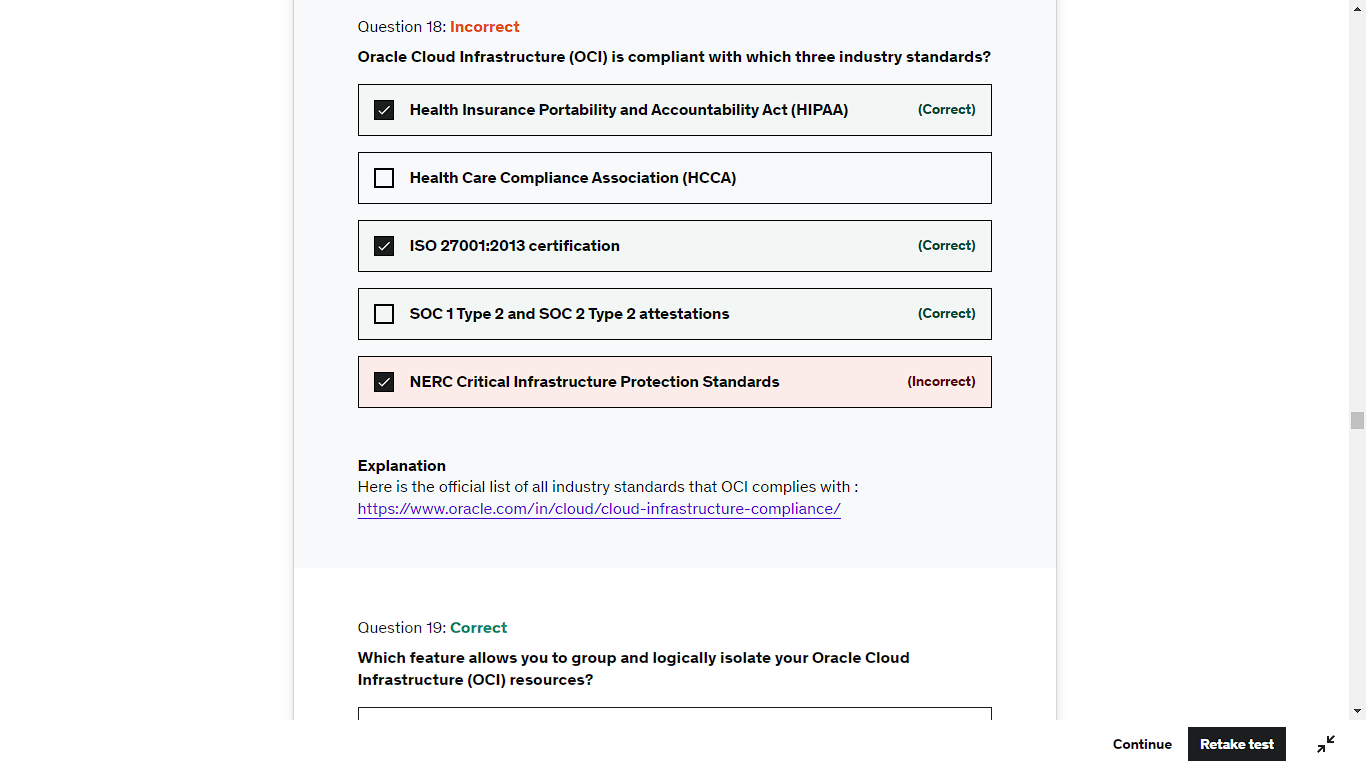 Question 18: Incorrect
Oracle Cloud Infrastructure (OCI) is compliant with which three industry standards?
Health Insurance Portability and Accountability Act (HIPAA) (Correct)
Health Care Compliance Association (HCCA)
ISO 27001:2013 certification (Correct)
SOC 1 Type 2 and SOC 2 Type 2 attestations (Correct)
NERC Critical Infrastructure Protection Standards (Incorrect)
Explanation
Here is the official list of all industry standards that OCI complies with :
https://www.oracle.com/in/cloud/cloud-infrastructure-compliance/
Question 19: Correct
Which feature allows you to group and logically isolate your Oracle Cloud
Infrastructure (OCI) resources?
Continue Retake test